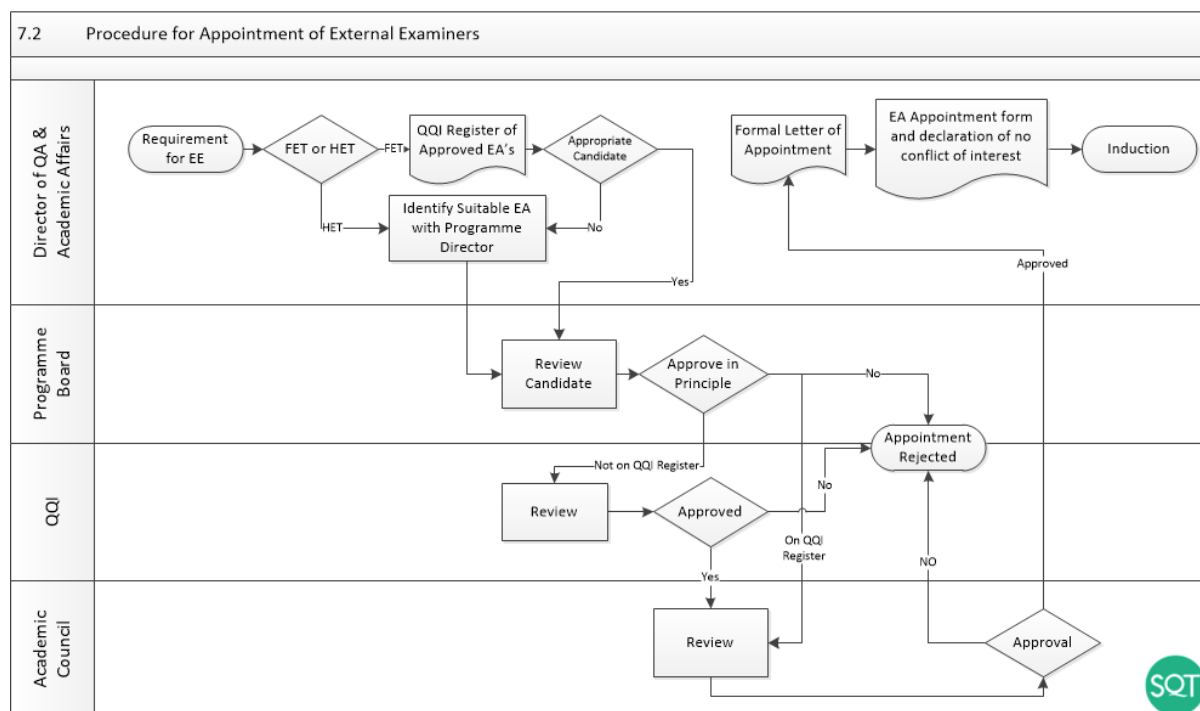 7.2 Procedure for Appointment of External Examiners
Director of QA &
Academic Affairs
Requirement
for EE
FET or HET
FET
QQI Register of
Approved EA's
Appropriate
Candidate
HET
Identify Suitable EA
with Programme
Director
No
Yes
Formal Letter of
Appointment
EA Appointment form
and declaration of no
conflict of interest
Induction
Approved
Programme
Board
Review
Candidate
Approve in
Principle
No
Appointment
Rejected
QQI
Not on QQI Register
Review
Approved
No
On QQI
Register
NO
Yes
Academic
Council
Review
Approval
SQT